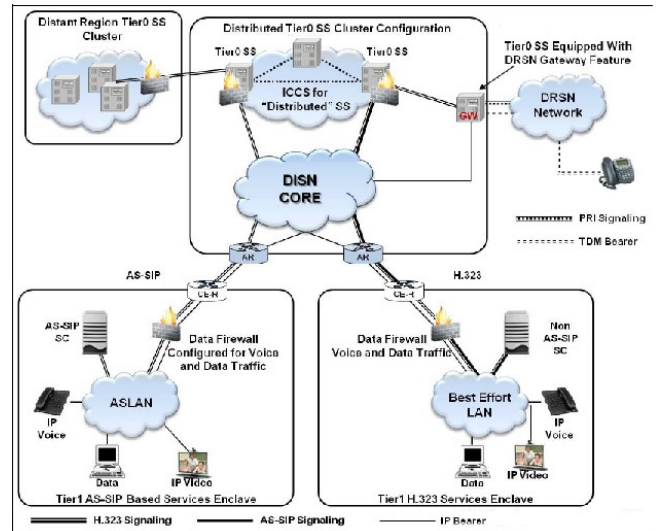 Distant Region Tier0 SS
Cluster
Distributed Tier0 SS Cluster Configuration
Tier0 SS
Tier0 SS
ICCS for
"Distributed" SS
Tier0 SS Equipped With
DRSN Gateway Feature
GW
DRSN
Network
DISN
CORE
PRI Signaling
TDM Bearer
AR
AR
AS-SIP
H.323
CE-R
CE-R
AS-SIP
SC
Data Firewall
Configured for Voice
and Data Traffic
ASLAN
IP
Voice
Data
IP Video
Tier1 AS-SIP Based Services Enclave
Data Firewall
Voice and Data Traffic
Non
AS-SIP
SC
Best Effort
LAN
IP
Voice
Data
IP Video
Tier1 H.323 Services Enclave
H.323 Signaling
AS-SIP Signaling
IP Bearer